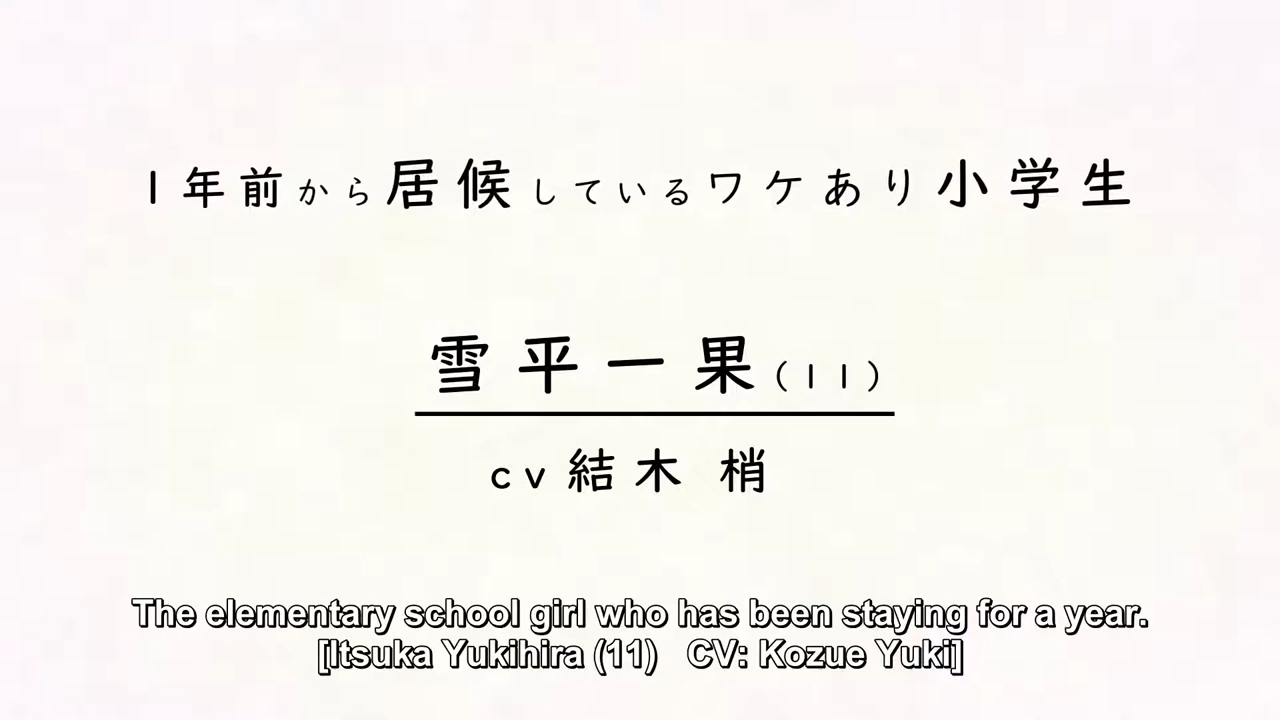 1年前から居候しているワケあり小学生
雪平一果(11)
cv結木 梢
The elementary school girl who has been staying for a year.
[Itsuka Yukihira (11)   CV: Kozue Yuki]